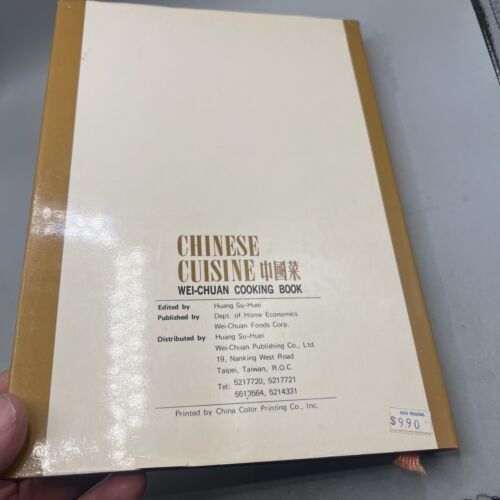 CHINESE
CUISINE 中國菜
WEI-CHUAN COOKING BOOK
Edited by Huang Su-Huei
Published by Dept. of Home Economics
Wei-Chuan Foods Corp.
Distributed by Huang Su-Huei
Wei-Chuan Publishing Co., Ltd.
19, Nanking West Road
Taipei, Taiwan, R.O.C.
Tel: 5217720, 5217721
5513564, 5214331
Printed by China Color Printing Co., Inc.
ASIA TRADING
$990